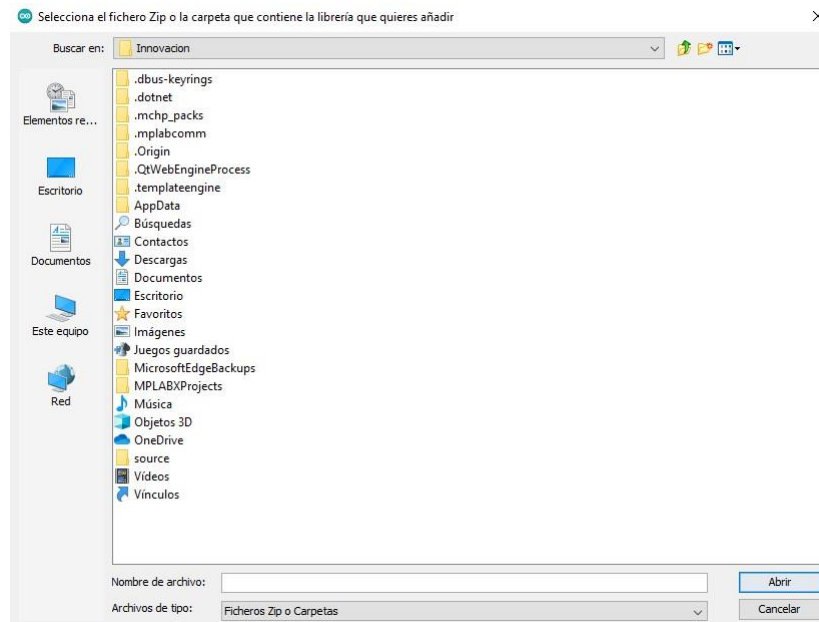 Selecciona el fichero Zip o la carpeta que contiene la librería que quieres añadir
Buscar en:
Innovacion
Elementos re...
Escritorio
Documentos
Este equipo
Red
.dbus-keyrings
.dotnet
.mchp_packs
.mplabcomm
.Origin
.QtWebEngineProcess
.templateengine
AppData
Búsquedas
Contactos
Descargas
Documentos
Escritorio
Favoritos
Imágenes
Juegos guardados
MicrosoftEdgeBackups
MPLABXProjects
Música
Objetos 3D
OneDrive
source
Vídeos
Vínculos
Nombre de archivo:
Abrir
Archivos de tipo:
Ficheros Zip o Carpetas
Cancelar